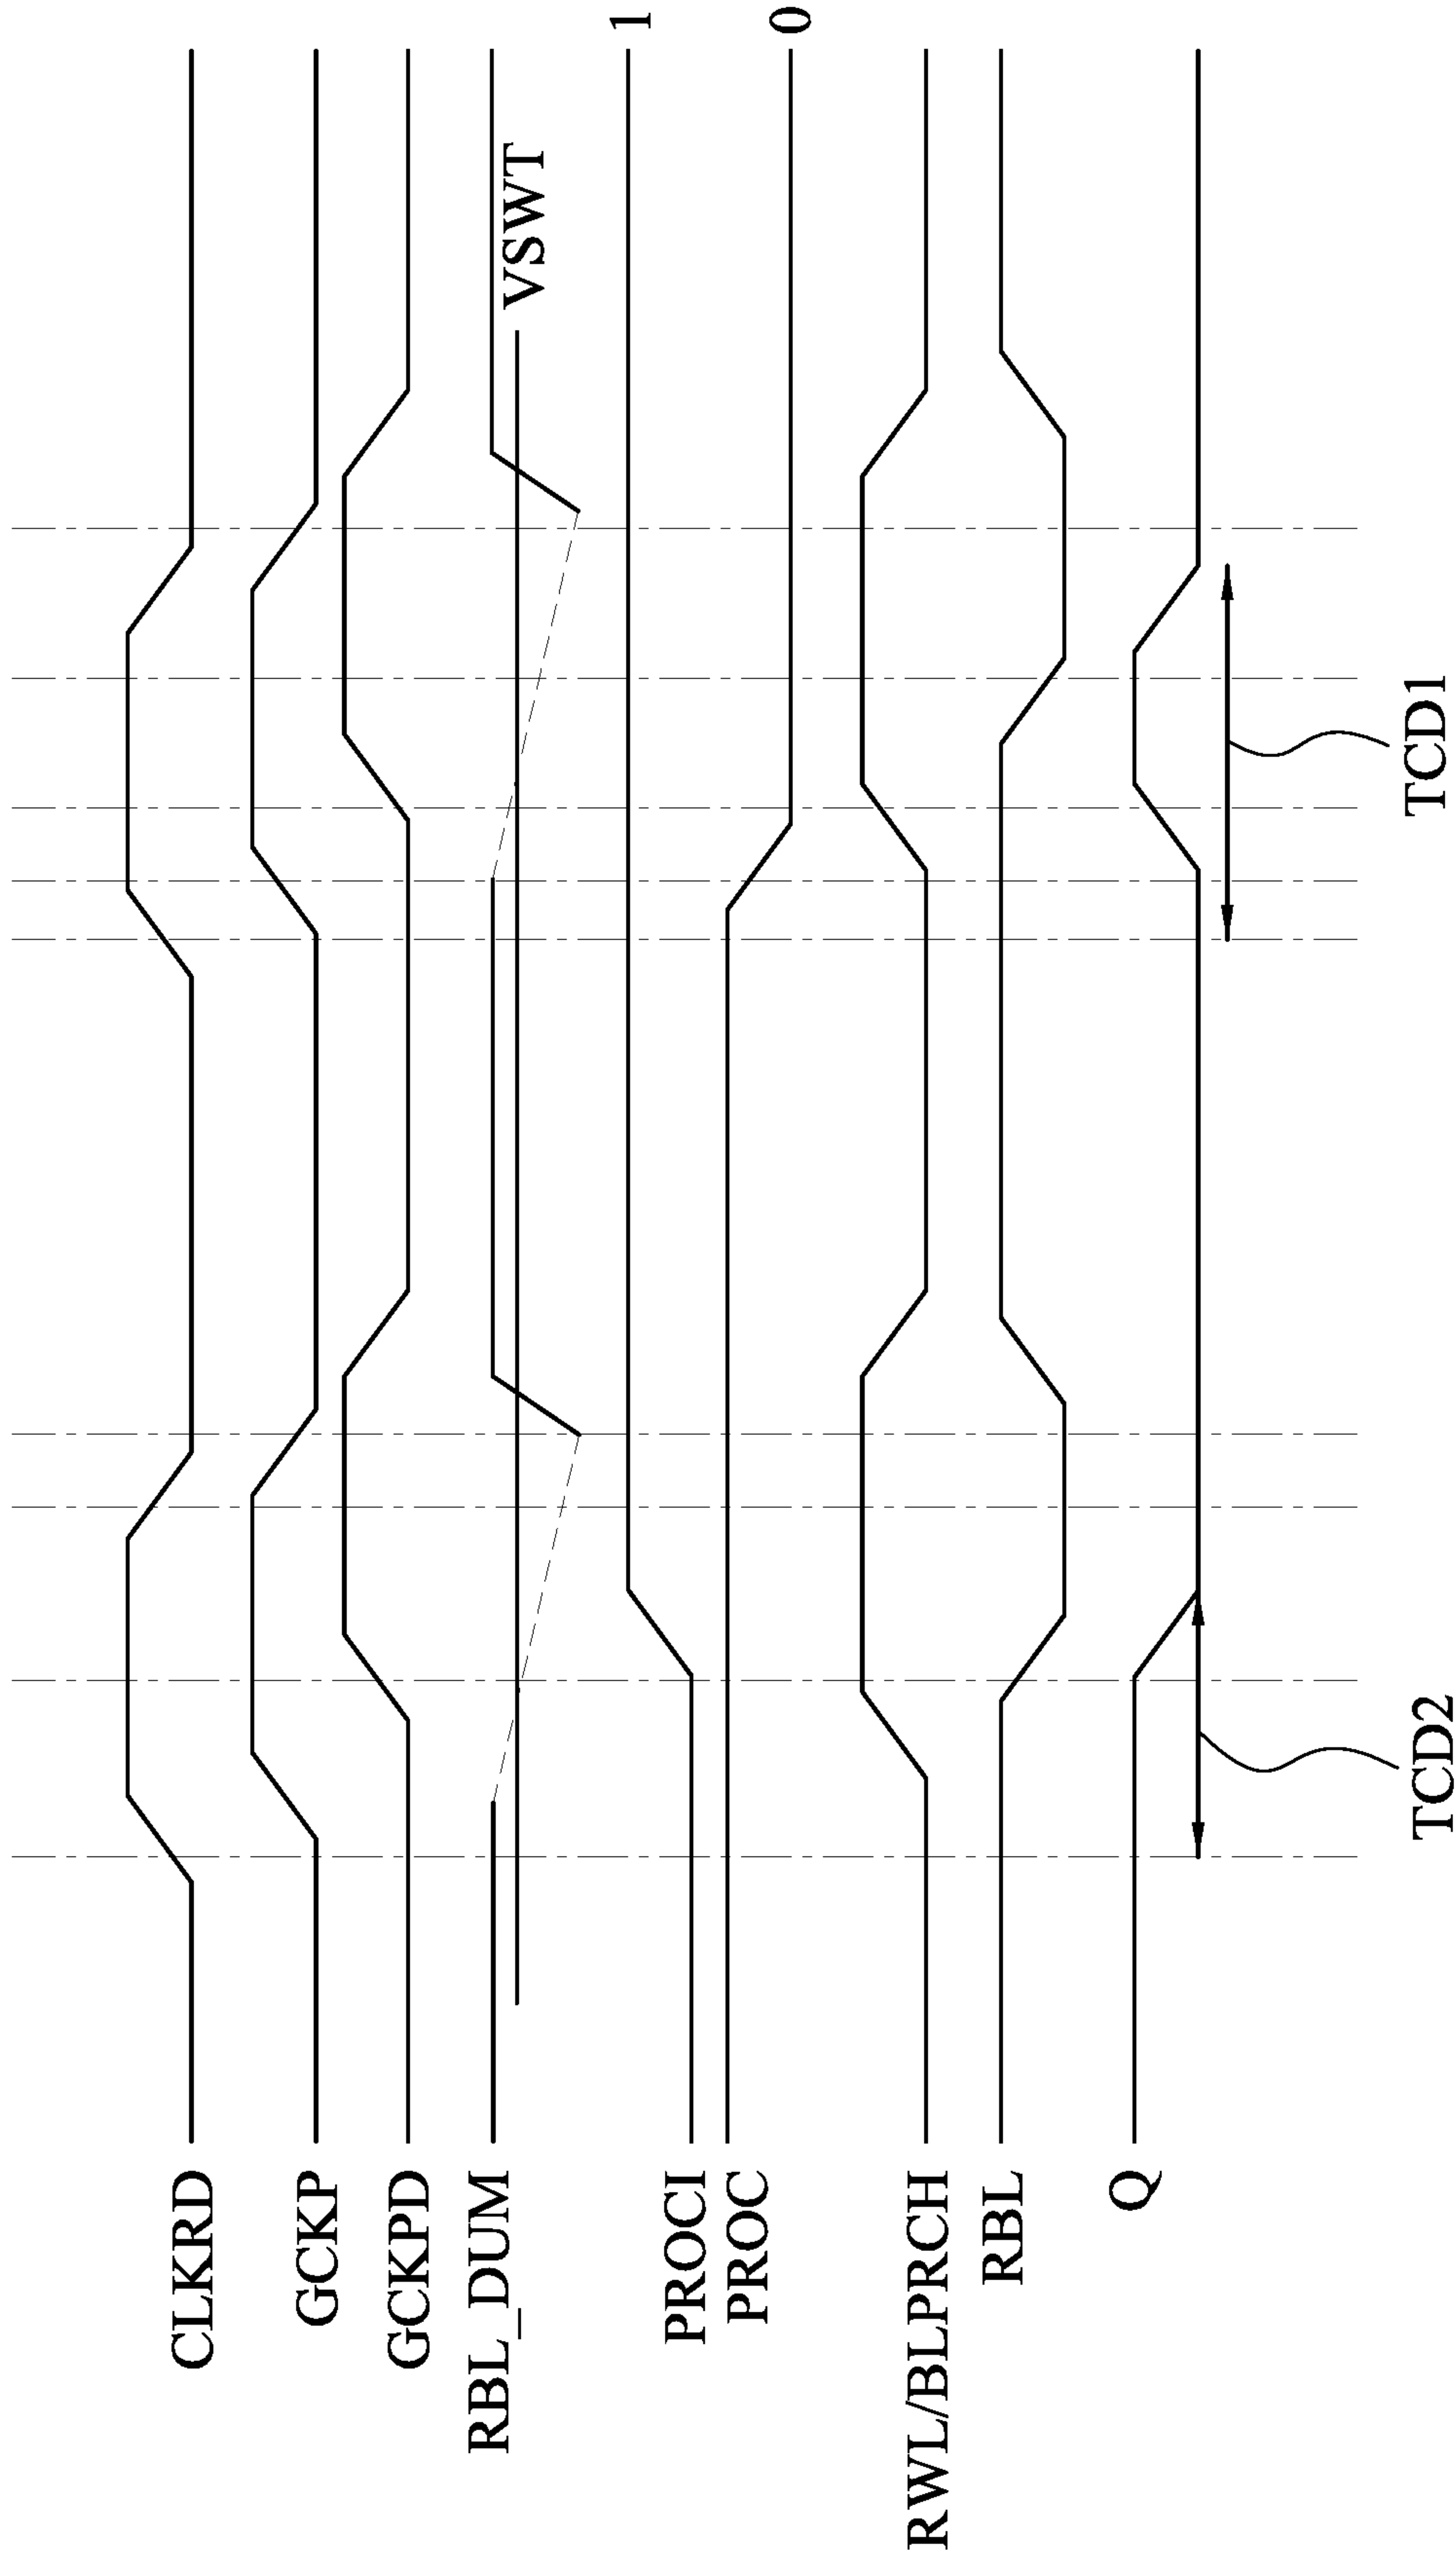 CLKRD
GCKP
GCKPD
RBL_DUM
VSWT
PROCI
1
PROC
0
RWL/BLPRCH
RBL
Q
TCD2
TCD1